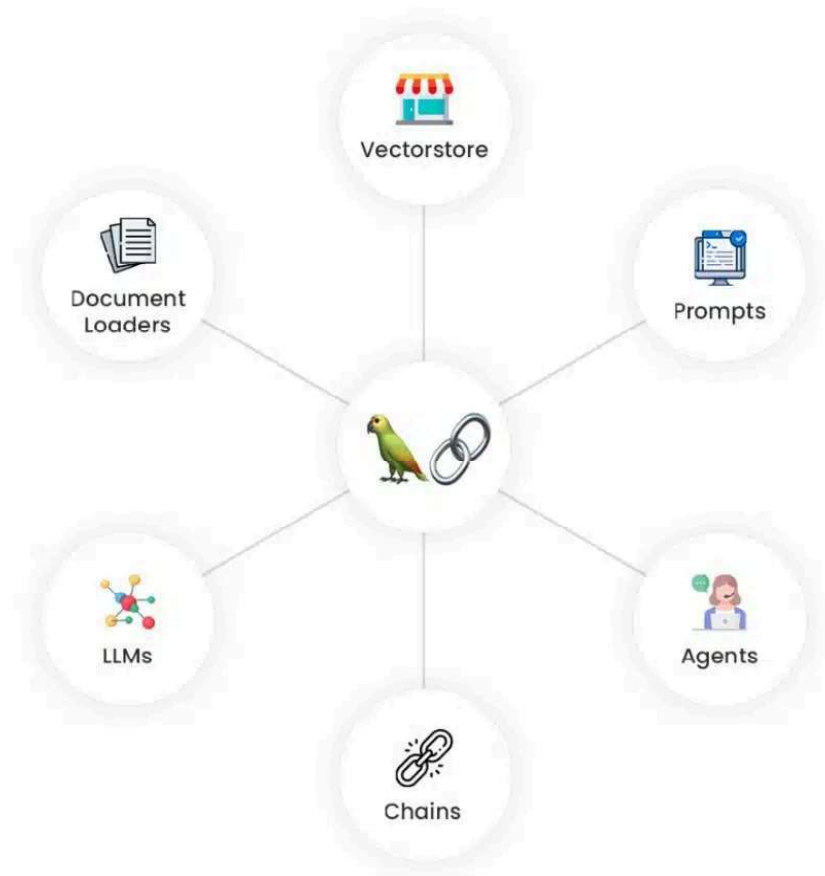 Vectorstore
Document
Loaders
Prompts
LLMs
Agents
Chains